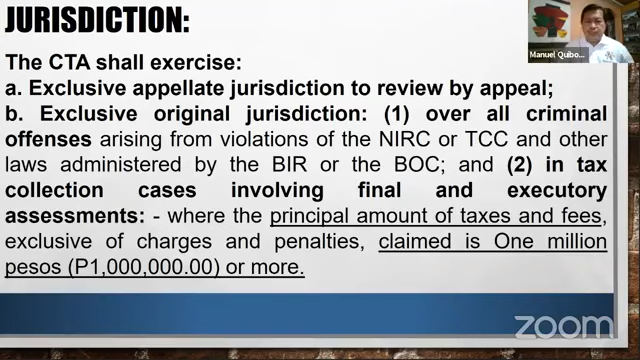 JURISDICTION:
The CTA shall exercise:
a. Exclusive appellate jurisdiction to review by appeal;
b. Exclusive original jurisdiction: (1) over all criminal
offenses arising from violations of the NIRC or TCC and other
laws administered by the BIR or the BOC; and (2) in tax
collection cases involving final and executory
assessments: - where the principal amount of taxes and fees,
exclusive of charges and penalties, claimed is One million
pesos (P1,000,000.00) or more.
Manuel Quibo...
zoom